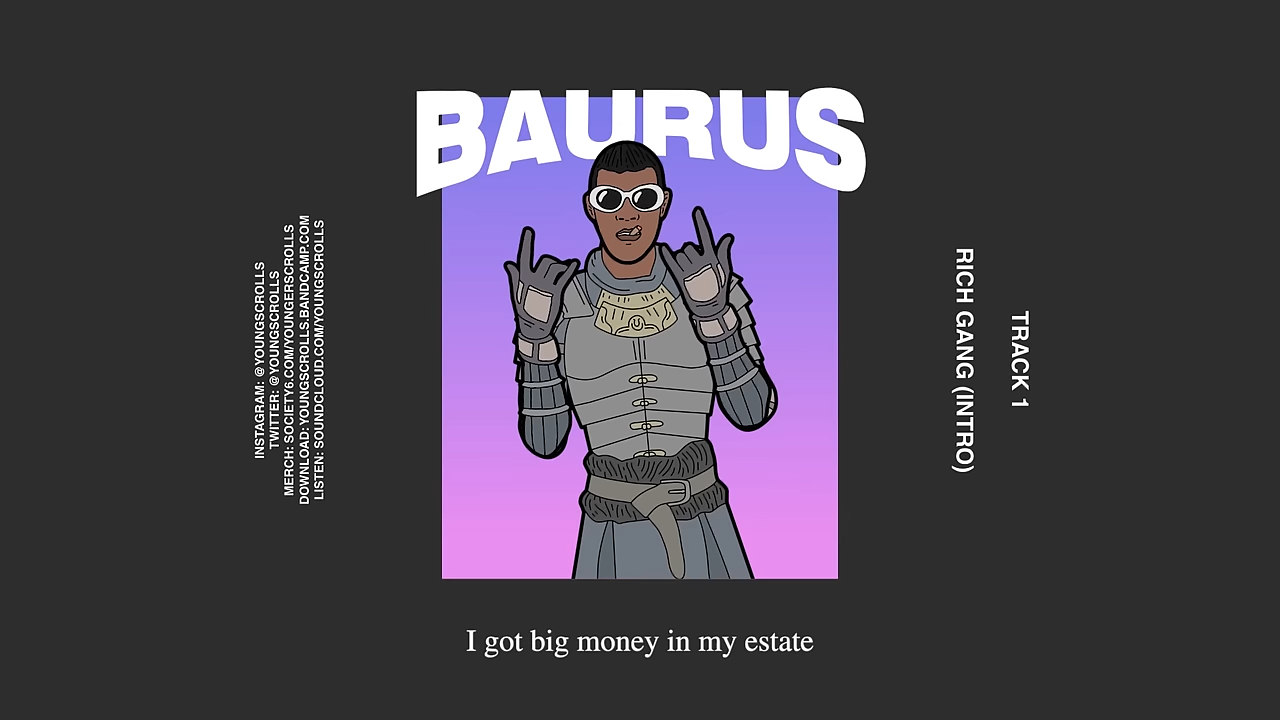 BAURUS
INSTAGRAM: @YOUNGSCROLLS
TWITTER: @YOUNGSCROLLS
MERCH: SOCIETY6.COM/YOUNGERSCROLLS
DOWNLOAD: YOUNGSCROLLS.BANDCAMP.COM
LISTEN: SOUNDCLOUD.COM/YOUNGSCROLLS
TRACK 1
RICH GANG (INTRO)
I got big money in my estate